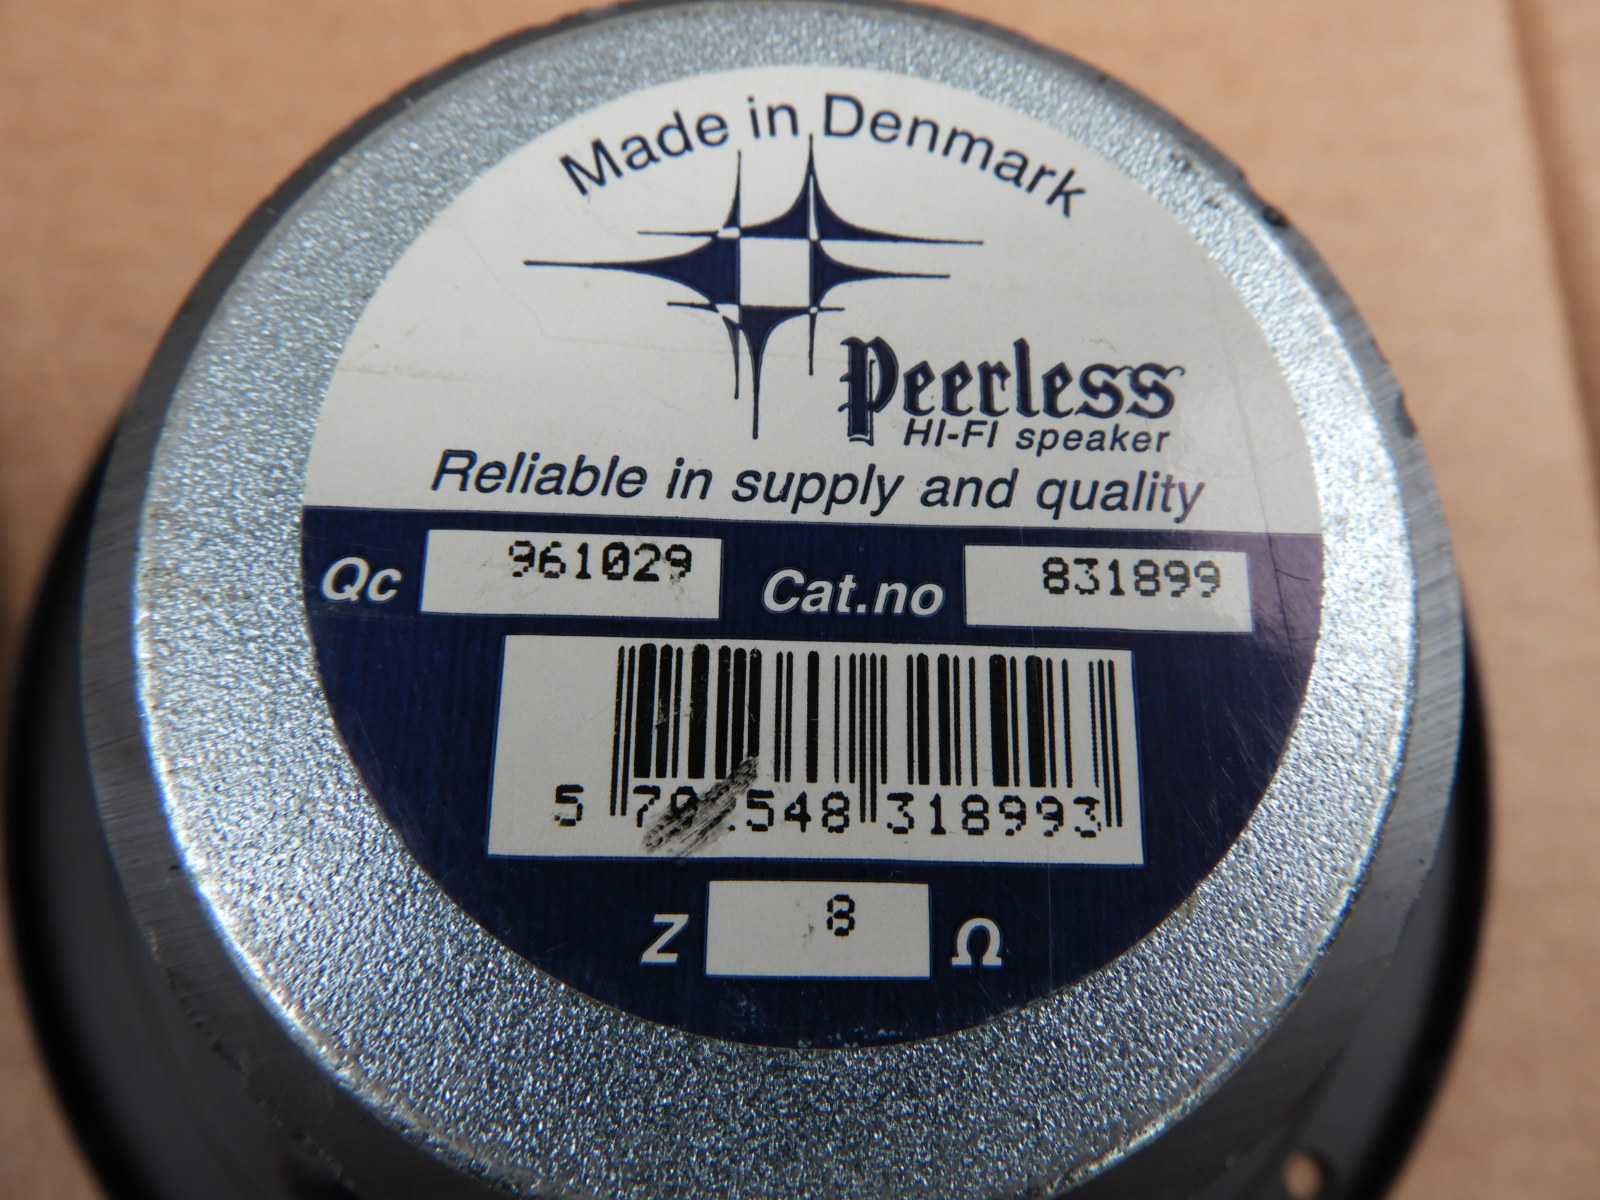 Made in Denmark
Peerless
HI-FI speaker
Reliable in supply and quality
Qc 961029 Cat.no 831899
5 548 318993
Z 8 Ω